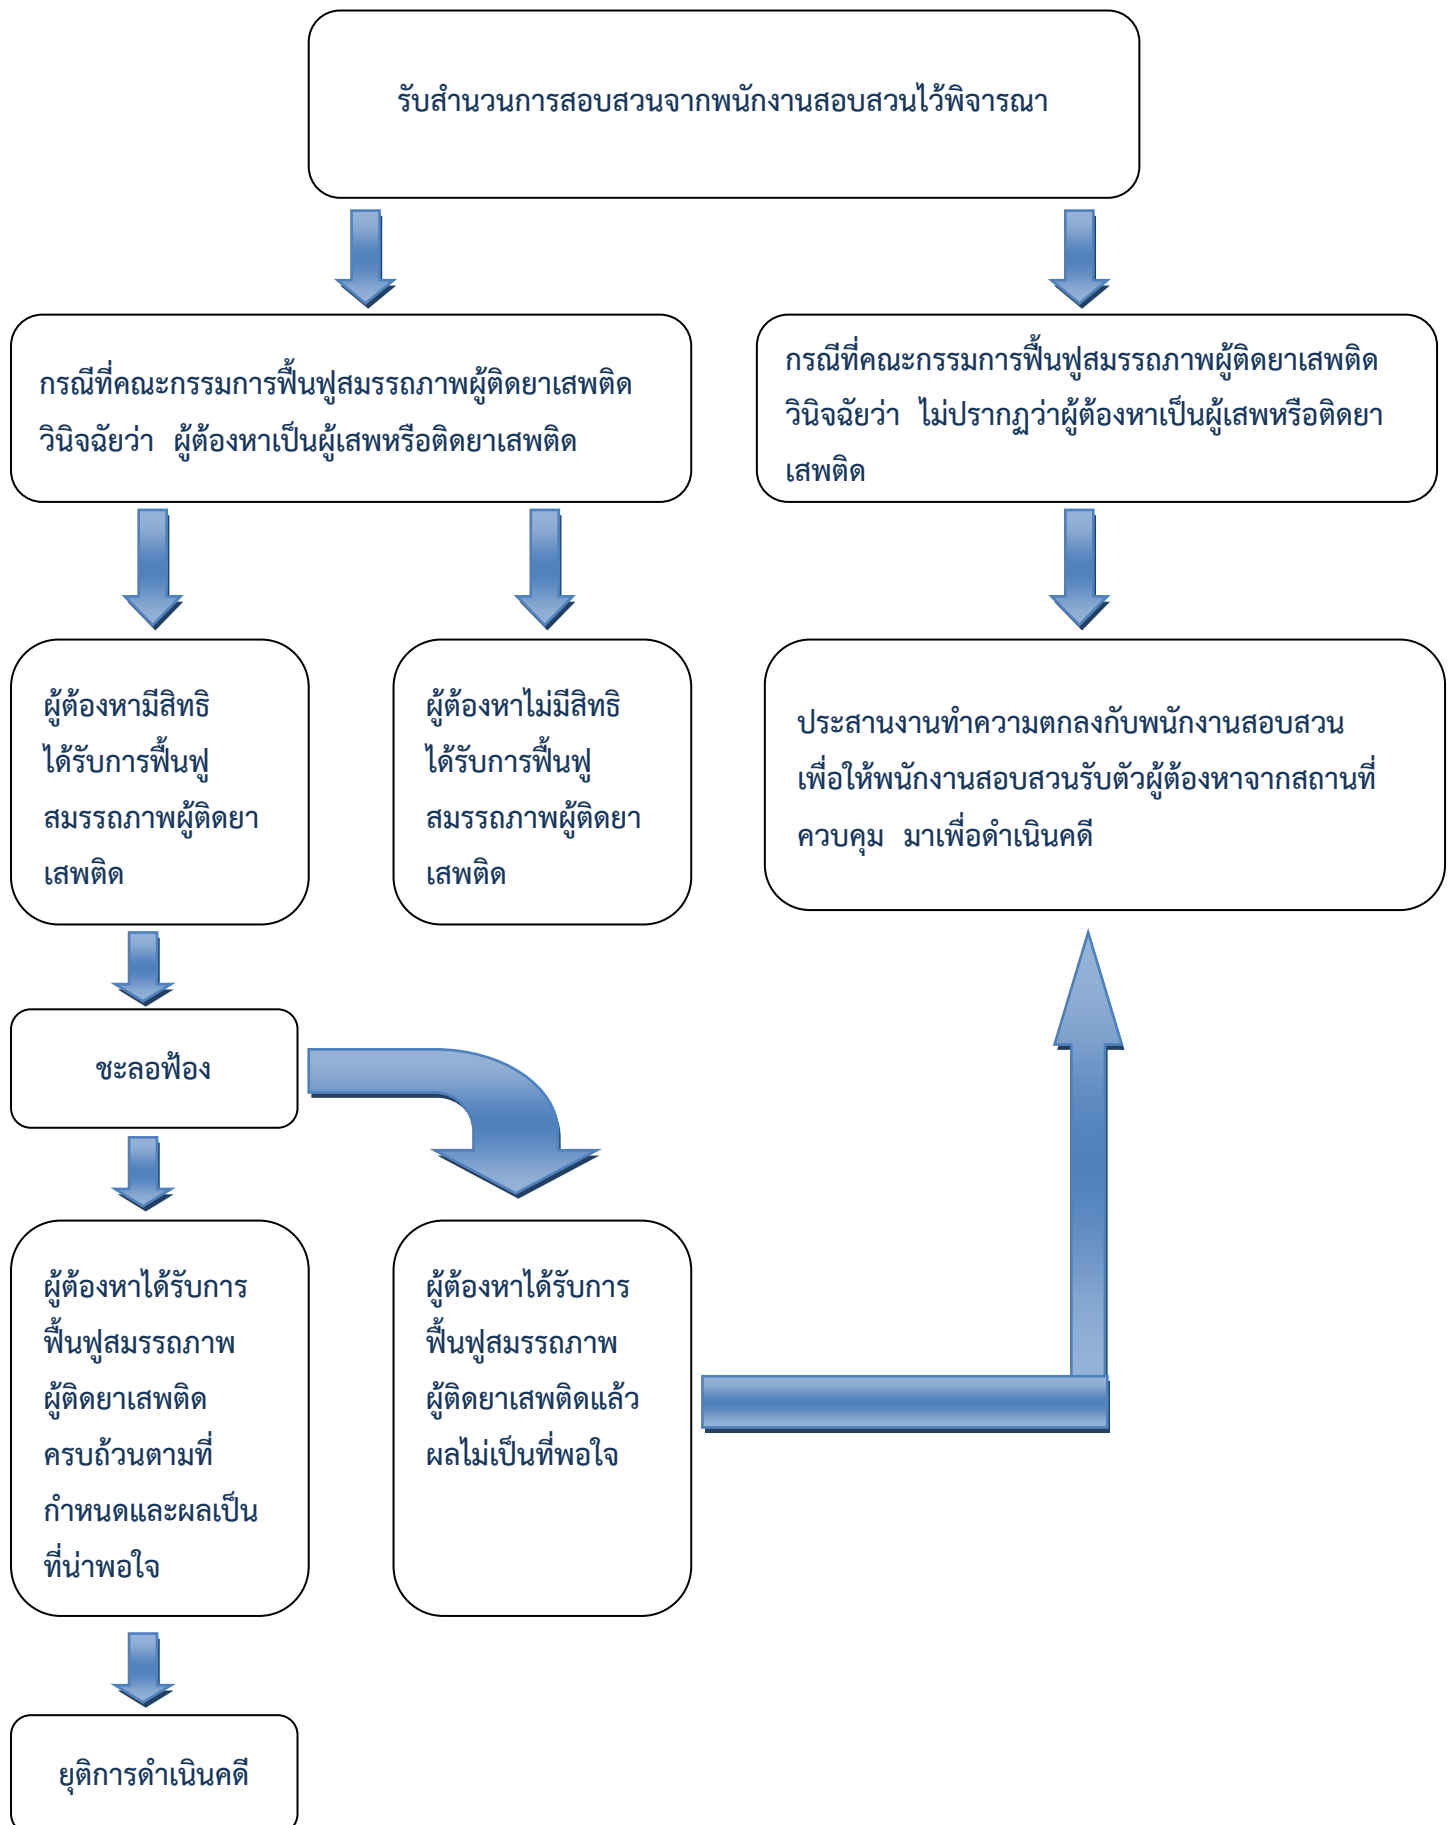 รับสำนวนการสอบสวนจากพนักงานสอบสวนไว้พิจารณา
กรณีที่คณะกรรมการฟื้นฟูสมรรถภาพผู้ติดยาเสพติด
วินิจฉัยว่า ผู้ต้องหาเป็นผู้เสพหรือติดยาเสพติด
กรณีที่คณะกรรมการฟื้นฟูสมรรถภาพผู้ติดยาเสพติด
วินิจฉัยว่า ไม่ปรากฏว่าผู้ต้องหาเป็นผู้เสพหรือติดยา
เสพติด
ผู้ต้องหามีสิทธิ
ได้รับการฟื้นฟู
สมรรถภาพผู้ติดยา
เสพติด
ผู้ต้องหาไม่มีสิทธิ
ได้รับการฟื้นฟู
สมรรถภาพผู้ติดยา
เสพติด
ประสานงานทำความตกลงกับพนักงานสอบสวน
เพื่อให้พนักงานสอบสวนรับตัวผู้ต้องหาจากสถานที่
ควบคุม มาเพื่อดำเนินคดี
ชะลอฟ้อง
ผู้ต้องหาได้รับการ
ฟื้นฟูสมรรถภาพ
ผู้ติดยาเสพติด
ครบถ้วนตามที่
กำหนดและผลเป็น
ที่น่าพอใจ
ผู้ต้องหาได้รับการ
ฟื้นฟูสมรรถภาพ
ผู้ติดยาเสพติดแล้ว
ผลไม่เป็นที่พอใจ
ยุติการดำเนินคดี